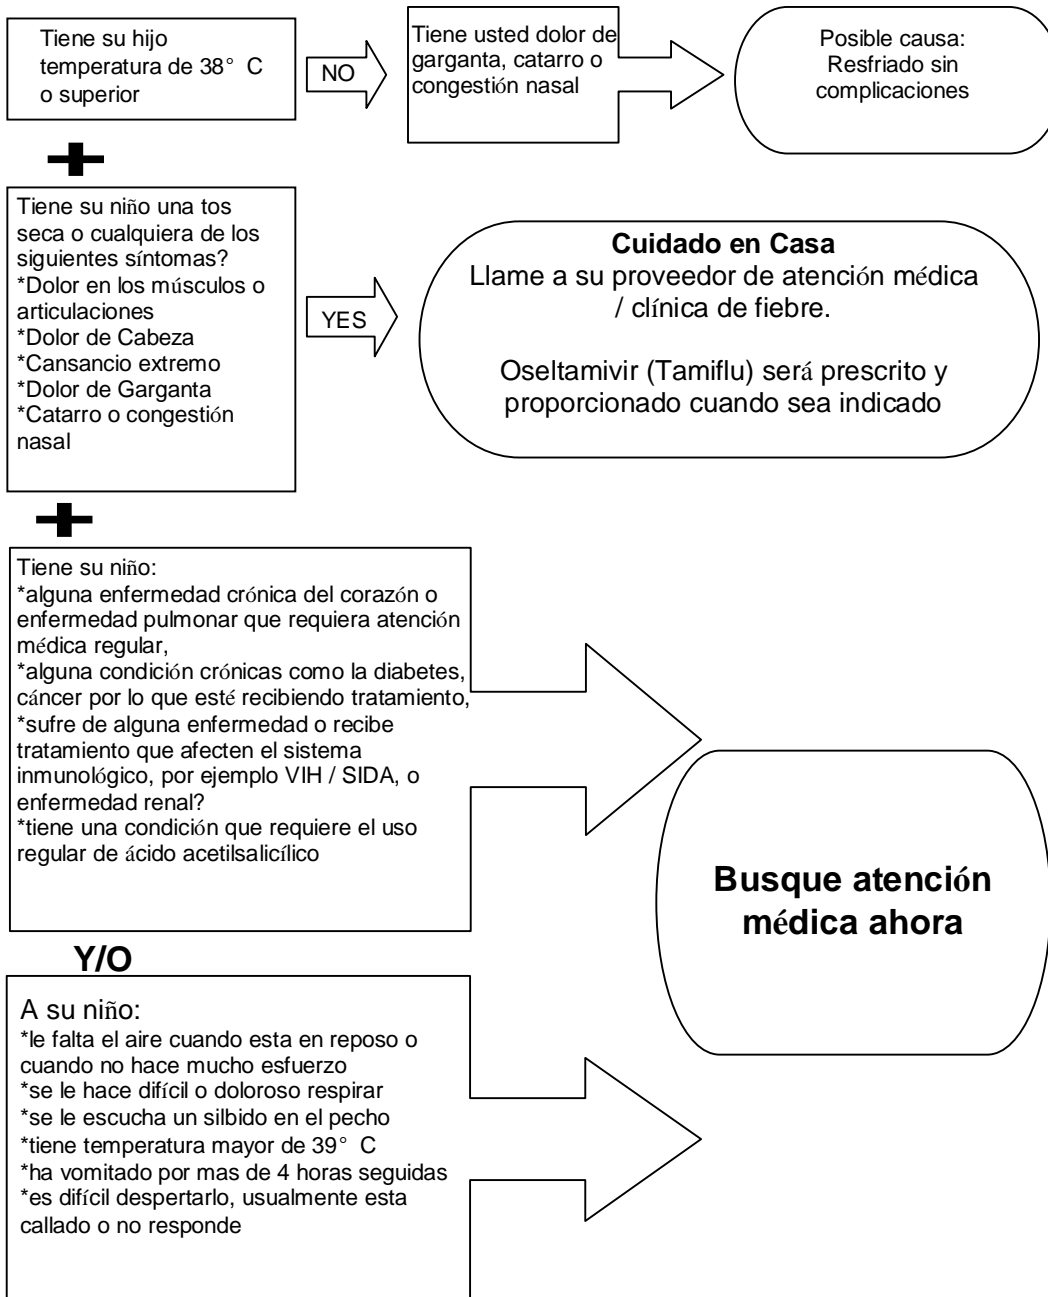 Tiene su hijo
temperatura de 38° C
o superior
NO
Tiene usted dolor de
garganta, catarro o
congestión nasal
Posible causa:
Resfriado sin
complicaciones
Tiene su niño una tos
seca o cualquiera de los
siguientes síntomas?
*Dolor en los músculos o
articulaciones
*Dolor de Cabeza
*Cansancio extremo
*Dolor de Garganta
*Catarro o congestión
nasal
YES
Cuidado en Casa
Llame a su proveedor de atención médica
/ clínica de fiebre.
Oseltamivir (Tamiflu) será prescrito y
proporcionado cuando sea indicado
Tiene su niño:
*alguna enfermedad crónica del corazón o
enfermedad pulmonar que requiera atención
médica regular,
*alguna condición crónicas como la diabetes,
cáncer por lo que esté recibiendo tratamiento,
*sufre de alguna enfermedad o recibe
tratamiento que afecten el sistema
inmunológico, por ejemplo VIH / SIDA, o
enfermedad renal?
*tiene una condición que requiere el uso
regular de ácido acetilsalicílico
Busque atención
médica ahora
Y/O
A su niño:
*le falta el aire cuando esta en reposo o
cuando no hace mucho esfuerzo
*se le hace difícil o doloroso respirar
*se le escucha un silbido en el pecho
*tiene temperatura mayor de 39° C
*ha vomitado por mas de 4 horas seguidas
*es difícil despertarlo, usualmente esta
callado o no responde